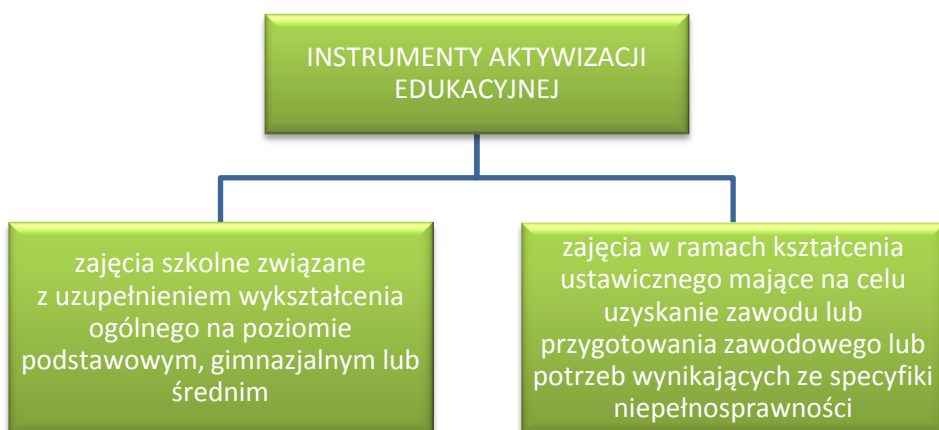 INSTRUMENTY AKTYWIZACJI
EDUKACYJNEJ
zajęcia szkolne związane
z uzupełnieniem wykształcenia
ogólnego na poziomie
podstawowym, gimnazjalnym lub
średnim
zajęcia w ramach kształcenia
ustawicznego mające na celu
uzyskanie zawodu lub
przygotowania zawodowego lub
potrzeb wynikających ze specyfiki
niepełnosprawności